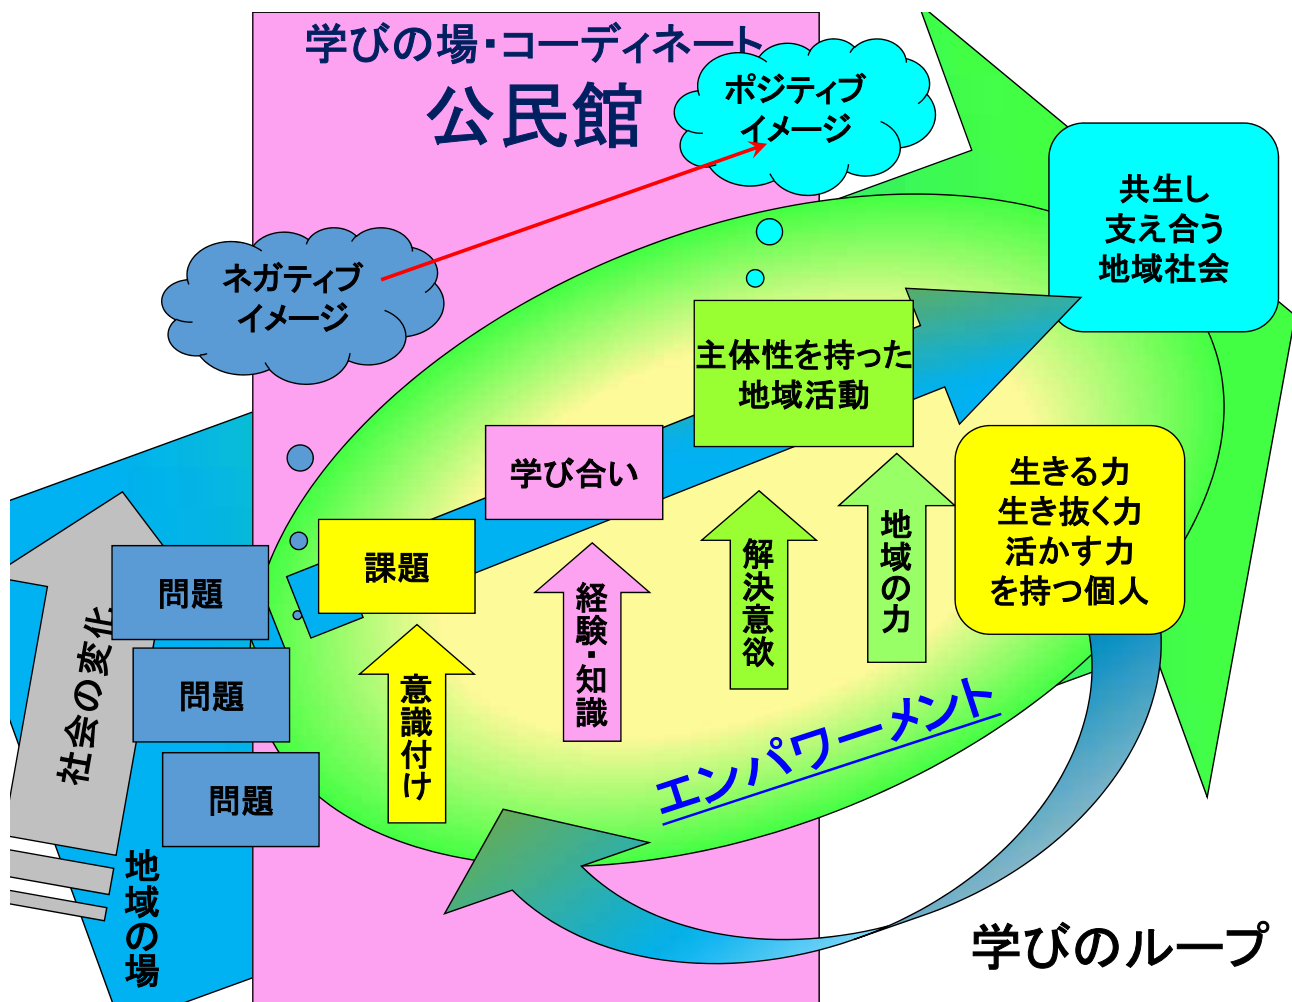 学びの場・コーディネート
公民館
ポジティブ
イメージ
ネガティブ
イメージ
共生し
支え合う
地域社会
主体性を持った
地域活動
学び合い
課題
問題
問題
問題
社会の変化
地域の場
意識付け
経験・知識
解決意欲
地域の力
生きる力
生き抜く力
活かす力
を持つ個人
エンパワーメント
学びのループ